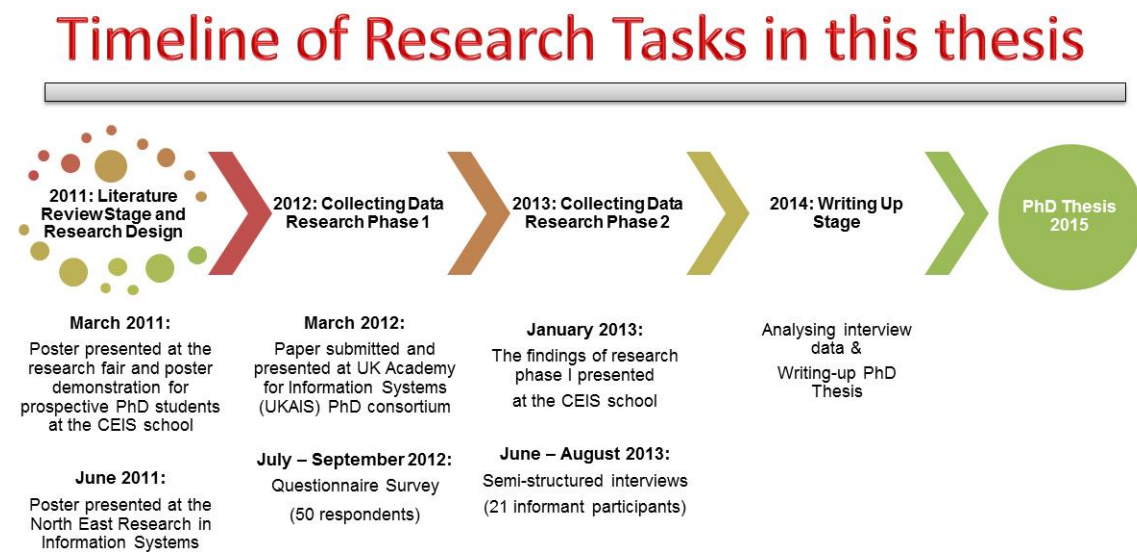 Timeline of Research Tasks in this thesis
2011: Literature
Review Stage and
Research Design
2012: Collecting Data
Research Phase 1
2013: Collecting Data
Research Phase 2
2014: Writing Up
Stage
PhD Thesis
2015
March 2011:
Poster presented at the
research fair and poster
demonstration for
prospective PhD students
at the CEIS school
June 2011:
Poster presented at the
North East Research in
Information Systems
March 2012:
Paper submitted and
presented at UK Academy
for Information Systems
(UKAIS) PhD consortium
July – September 2012:
Questionnaire Survey
(50 respondents)
January 2013:
The findings of research
phase I presented
at the CEIS school
June – August 2013:
Semi-structured interviews
(21 informant participants)
Analysing interview
data &
Writing-up PhD
Thesis